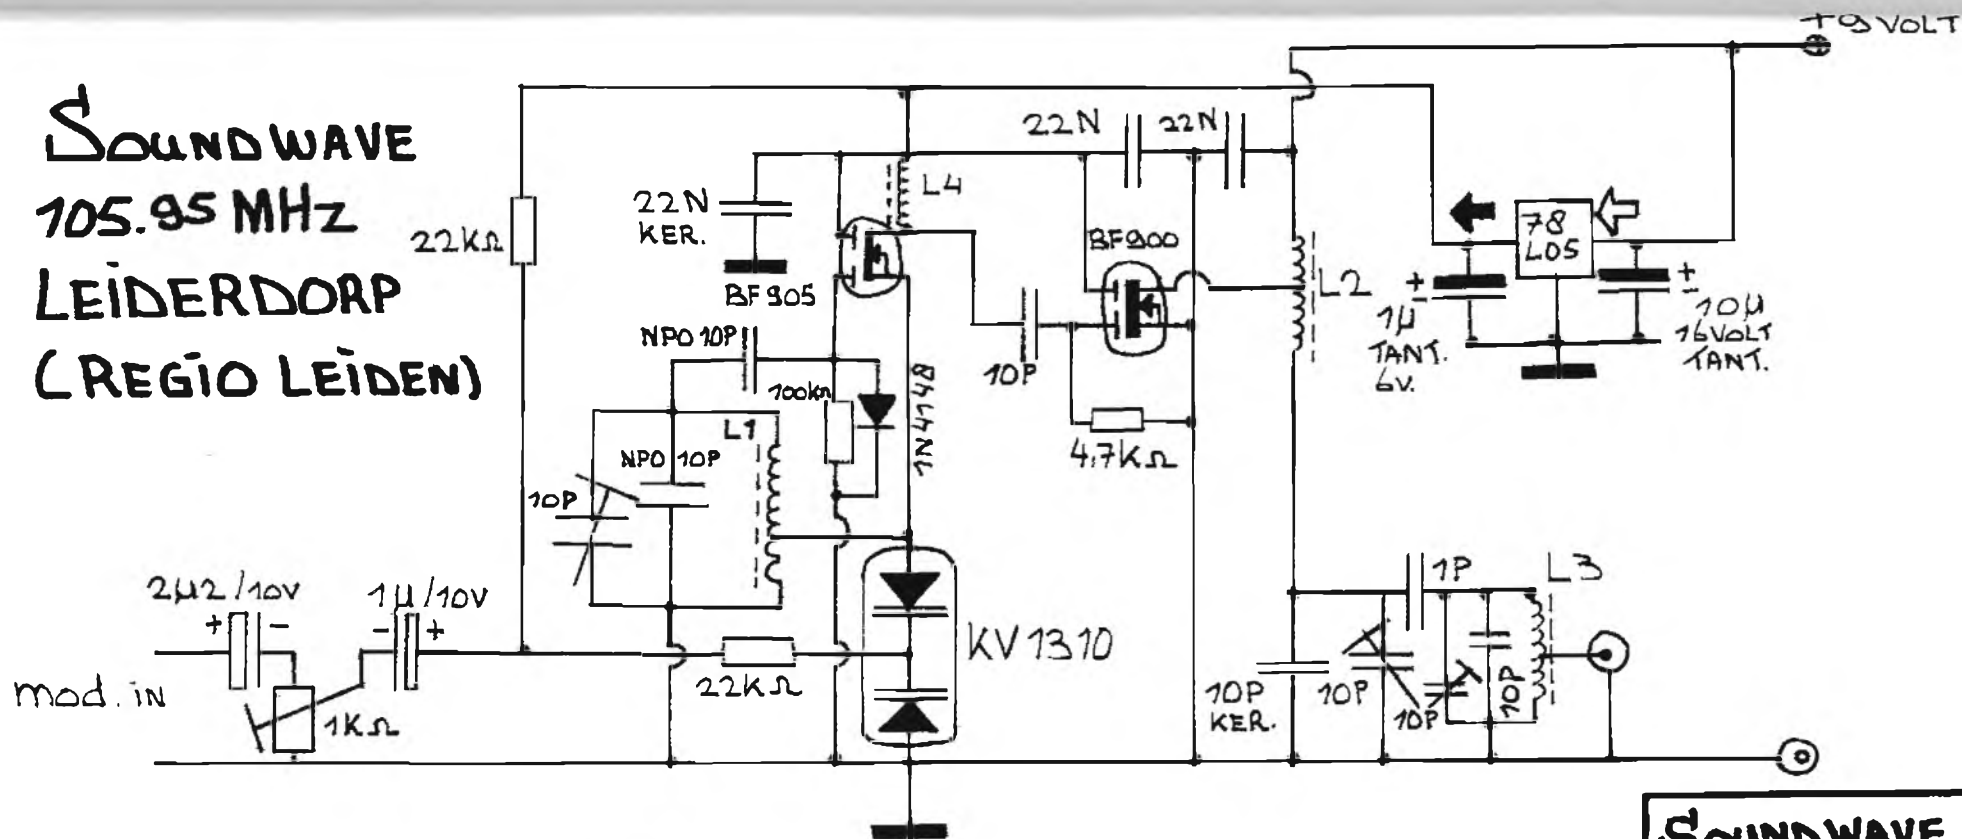 +9 VOLT
SOUNDWAVE
105.95 MHZ
LEIDERDORP
(REGIO LEIDEN)
22KΩ
22N
KER.
BF905
L4
22N
22N
BF900
L2
78
L05
+
-
1µ
TANT.
6V.
+
-
10µ
16VOLT
TANT.
NPO 10P
100kΩ
1N4148
10P
4,7KΩ
L1
NPO 10P
10P
2µ2/10V
+ -
1µ/10V
- +
mod. in
1KΩ
22KΩ
KV1310
1P
L3
10P
KER.
10P
10P
10P
SOUNDWAVE